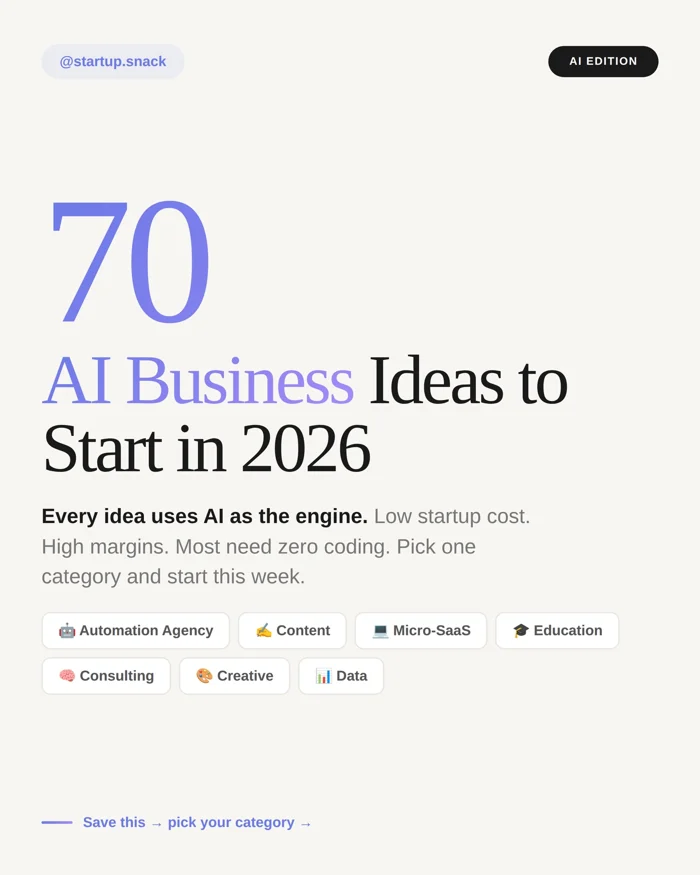 @startup.snack
AI EDITION
70
AI Business Ideas to
Start in 2026
Every idea uses AI as the engine. Low startup cost.
High margins. Most need zero coding. Pick one
category and start this week.
🤖 Automation Agency
✍️ Content
💻 Micro-SaaS
🎓 Education
🧠 Consulting
🎨 Creative
📊 Data
Save this → pick your category →